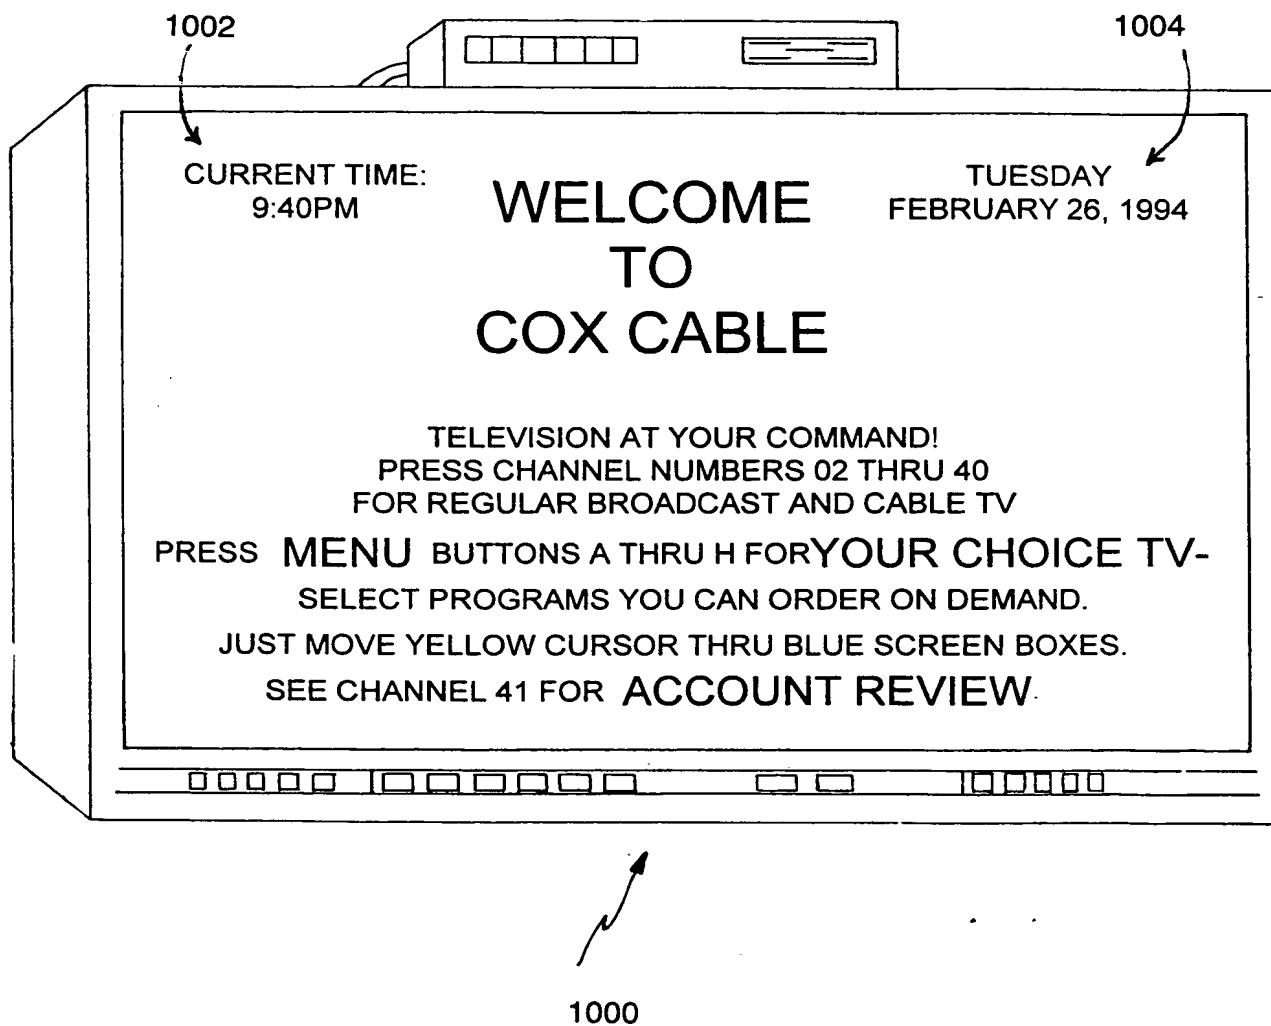 1002
1004
CURRENT TIME:
9:40PM
WELCOME
TO
COX CABLE
TUESDAY
FEBRUARY 26, 1994
TELEVISION AT YOUR COMMAND!
PRESS CHANNEL NUMBERS 02 THRU 40
FOR REGULAR BROADCAST AND CABLE TV
PRESS MENU BUTTONS A THRU H FOR YOUR CHOICE TV-
SELECT PROGRAMS YOU CAN ORDER ON DEMAND.
JUST MOVE YELLOW CURSOR THRU BLUE SCREEN BOXES.
SEE CHANNEL 41 FOR ACCOUNT REVIEW.
1000